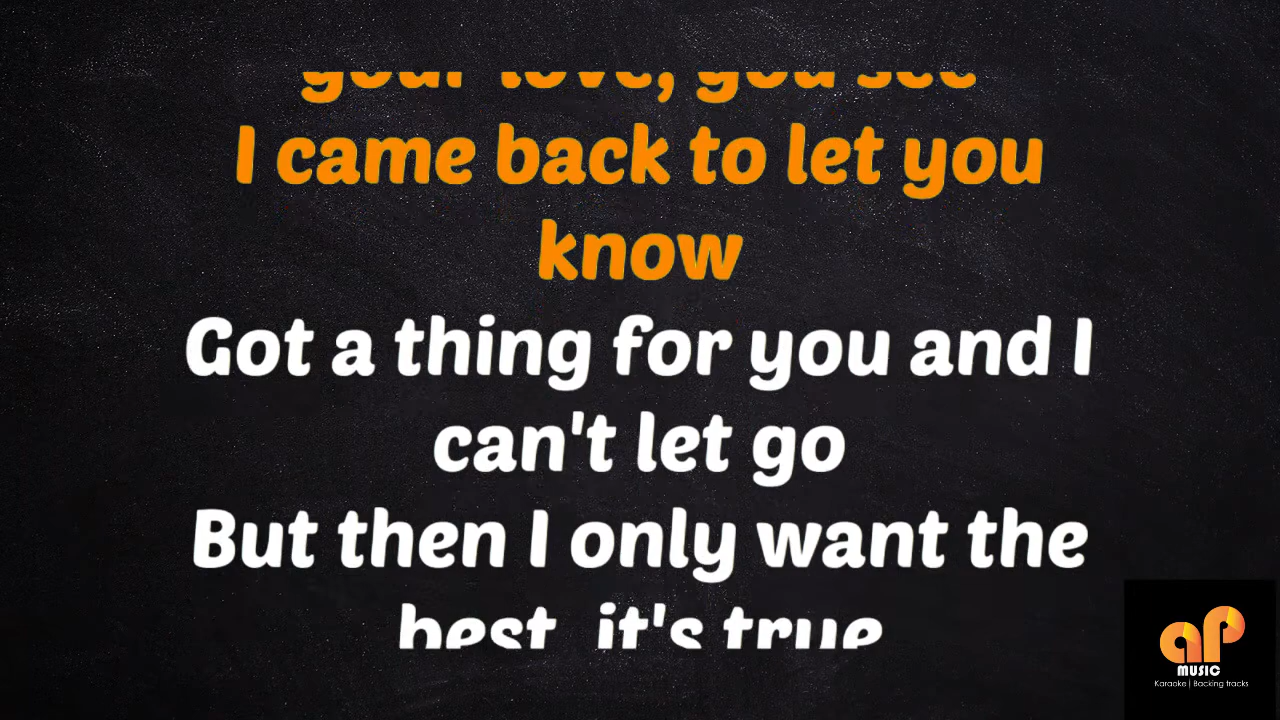 your love, you see
I came back to let you
know
Got a thing for you and I
can't let go
But then I only want the
best, it's true
aP
MUSIC
Karaoke | Backing tracks